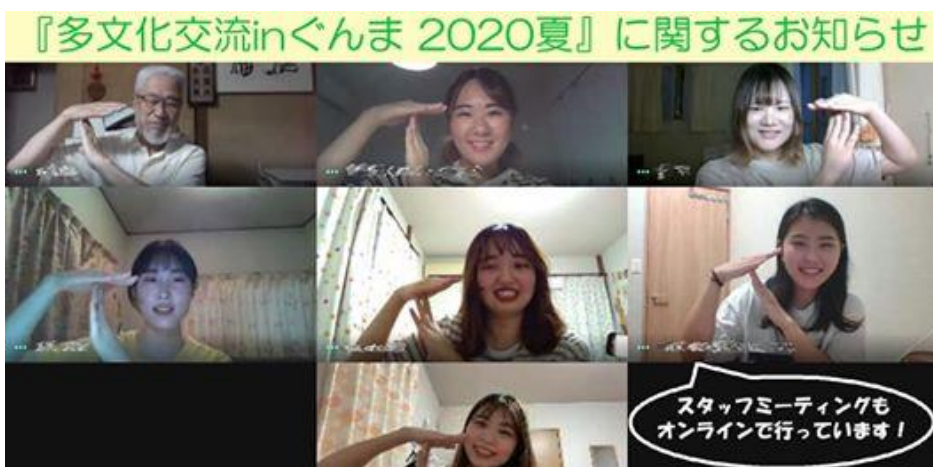 『多文化交流inぐんま 2020夏』に関するお知らせ
スタッフミーティングも
オンラインで行っています！